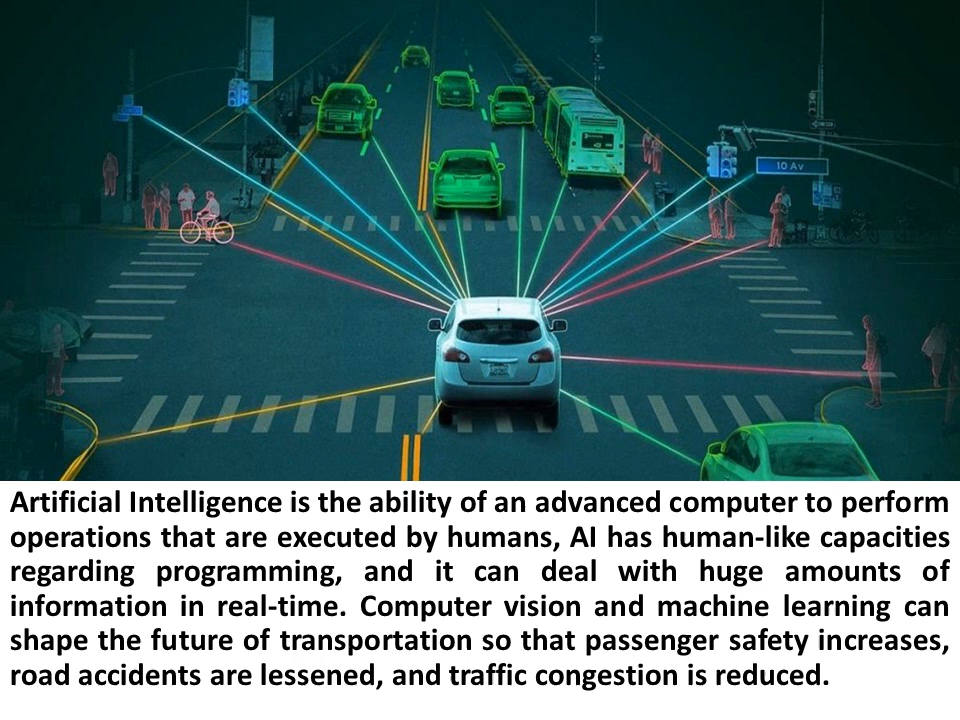 10 Av
Artificial Intelligence is the ability of an advanced computer to perform
operations that are executed by humans, AI has human-like capacities
regarding programming, and it can deal with huge amounts of
information in real-time. Computer vision and machine learning can
shape the future of transportation so that passenger safety increases,
road accidents are lessened, and traffic congestion is reduced.